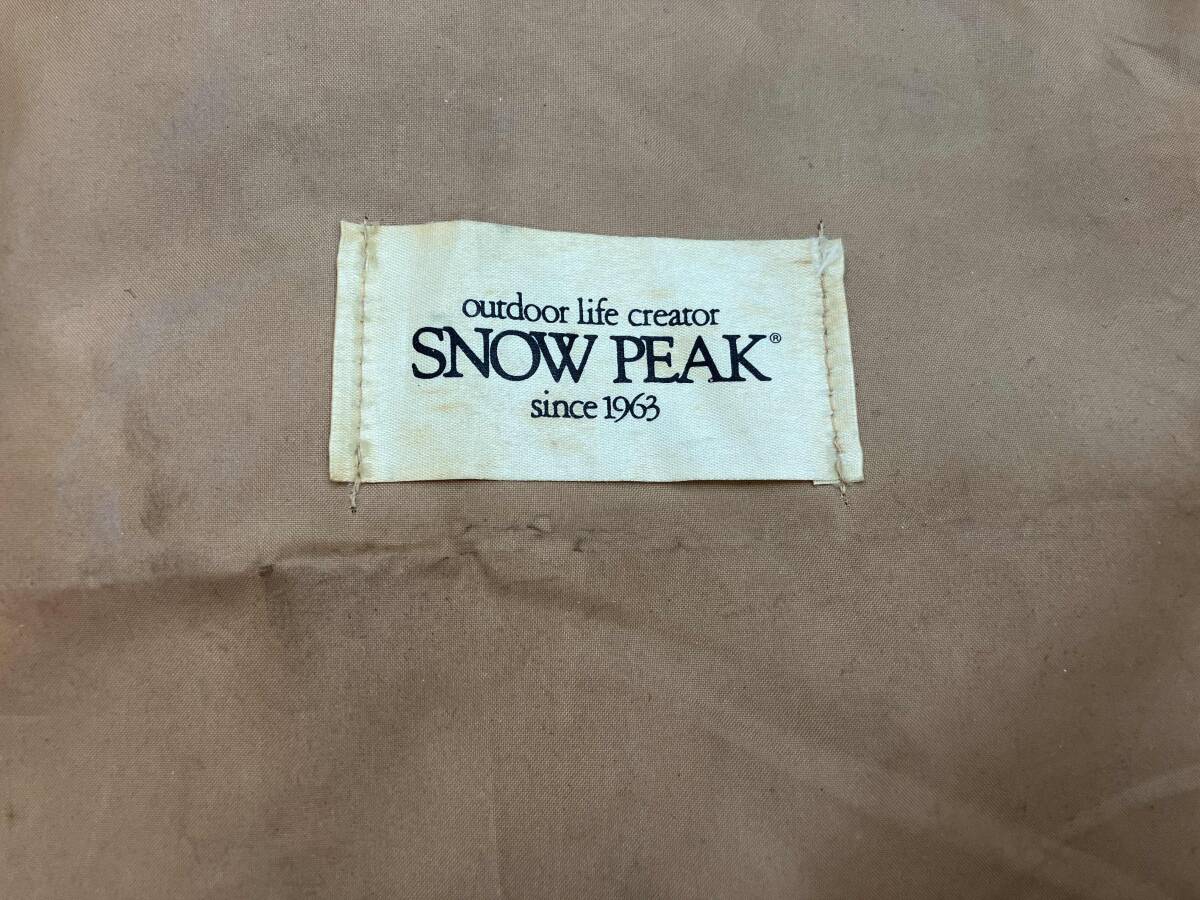 outdoor life creator
SNOW PEAK®
since 1963